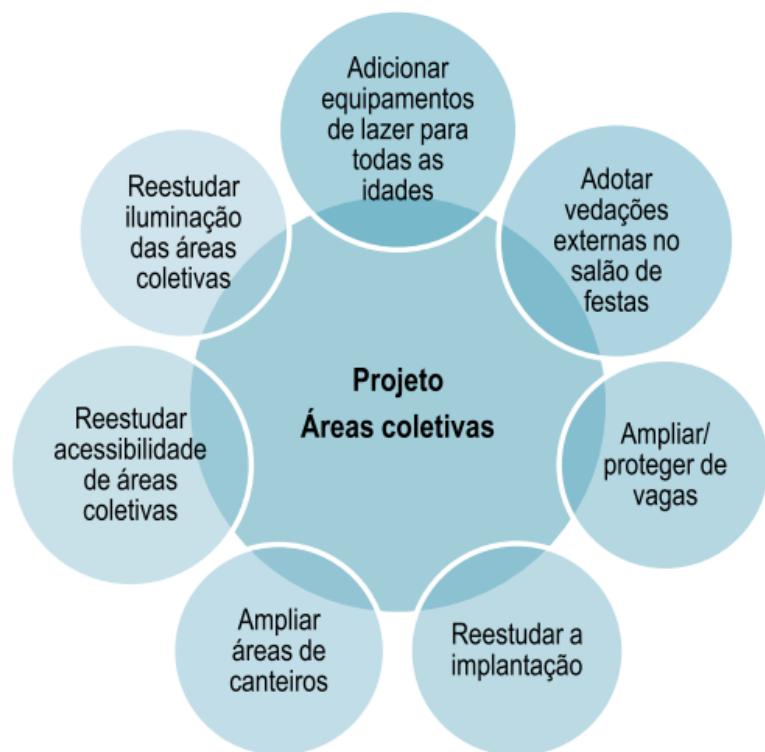 Adicionar
equipamentos
de lazer para
todas as
idades
Adotar
vedações
externas no
salão de
festas
Ampliar/
proteger de
vagas
Reestudar a
implantação
Ampliar
áreas de
canteiros
Reestudar
acessibilidade
de áreas
coletivas
Reestudar
iluminação
das áreas
coletivas
Projeto
Áreas coletivas